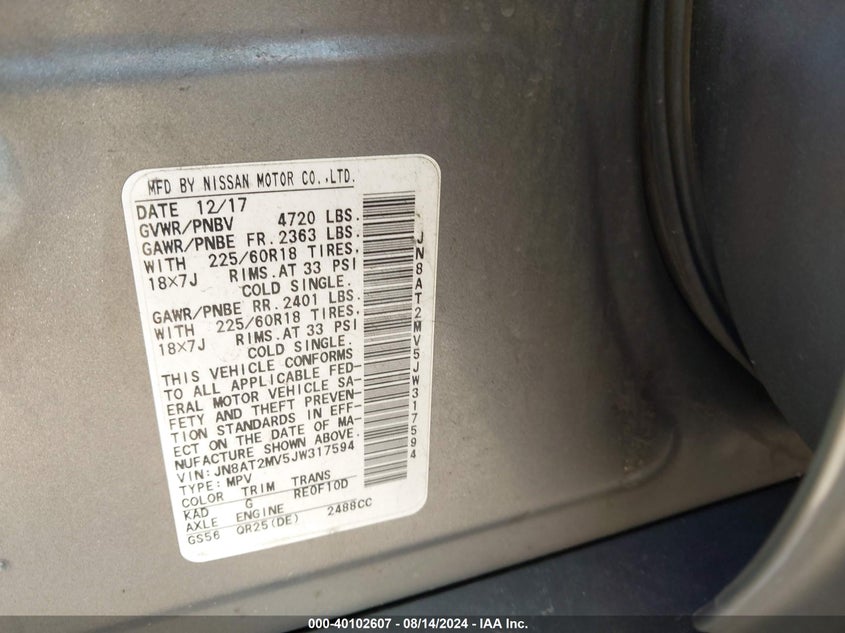 MFD BY NISSAN MOTOR CO.,LTD.
DATE 12/17
GVWR/PNBV 4720 LBS.
GAWR/PNBE FR. 2363 LBS.
WITH 225/60R18 TIRES,
18×7J RIMS.AT 33 PSI
COLD SINGLE.
GAWR/PNBE RR. 2401 LBS.
WITH 225/60R18 TIRES,
18×7J RIMS.AT 33 PSI
COLD SINGLE.
THIS VEHICLE CONFORMS
TO ALL APPLICABLE FED-
ERAL MOTOR VEHICLE SA-
FETY AND THEFT PREVEN-
TION STANDARDS IN EFF-
ECT ON THE DATE OF MA-
NUFACTURE SHOWN ABOVE.
VIN:JN8AT2MV5JW317594
TYPE:MPV
COLOR TRIM TRANS
KAD G RE0F10D
AXLE ENGINE
GS56 QR25(DE) 2488CC
JN8AT2MV5JW317594
000-40102607 - 08/14/2024 - IAA Inc.